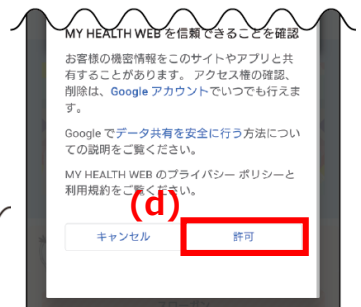 MY HEALTH WEB を信頼できることを確認
お客様の機密情報をこのサイトやアプリと共
有することがあります。 アクセス権の確認、
削除は、Google アカウントでいつでも行えま
す。
Google でデータ共有を安全に行う方法につい
ての説明をご覧ください。
MY HEALTH WEB のプライバシー ポリシーと
利用規約をご覧ください。
(d)
キャンセル
許可